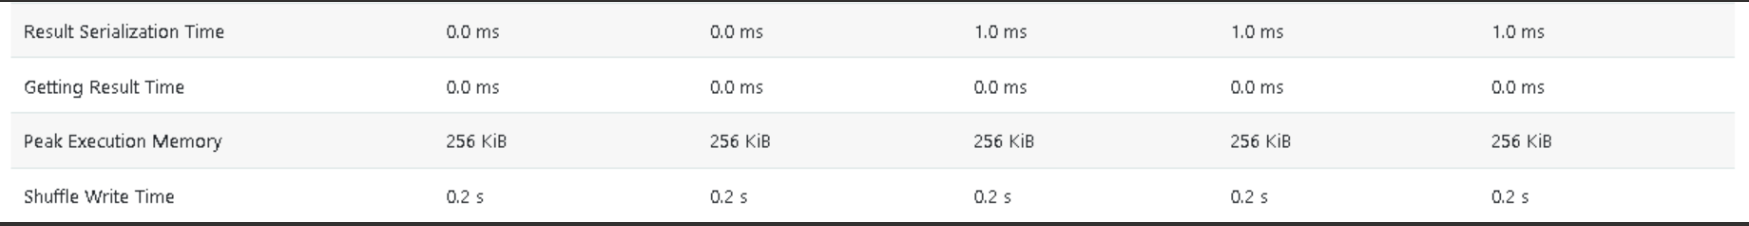 Result Serialization Time 0.0 ms 0.0 ms 1.0 ms 1.0 ms 1.0 ms
Getting Result Time 0.0 ms 0.0 ms 0.0 ms 0.0 ms 0.0 ms
Peak Execution Memory 256 KiB 256 KiB 256 KiB 256 KiB 256 KiB
Shuffle Write Time 0.2 s 0.2 s 0.2 s 0.2 s 0.2 s